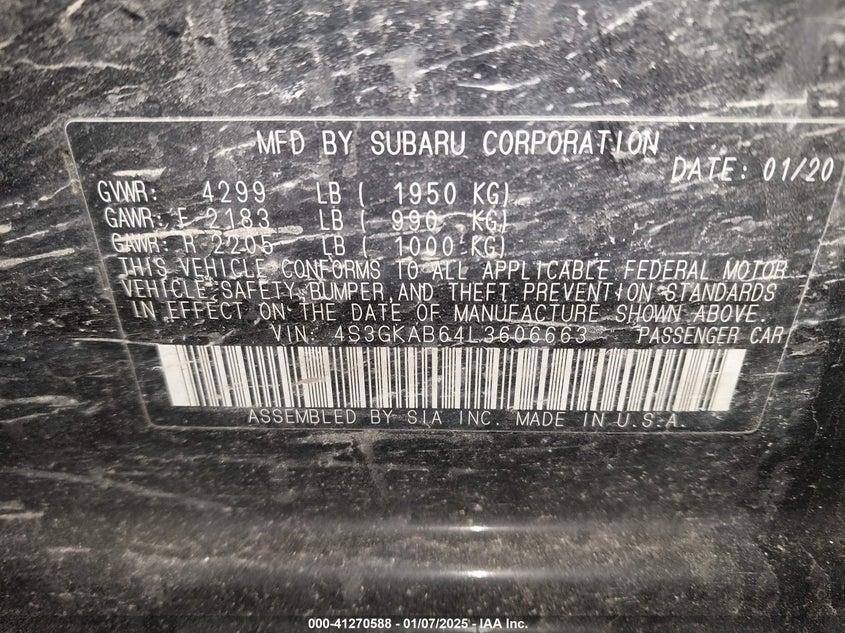 MFD BY SUBARU CORPORATION
DATE: 01/20
GVWR: 4299 LB ( 1950 KG)
GAWR: F 2183 LB ( 990 KG)
GAWR: R 2205 LB ( 1000 KG)
THIS VEHICLE CONFORMS TO ALL APPLICABLE FEDERAL MOTOR
VEHICLE SAFETY, BUMPER, AND THEFT PREVENTION STANDARDS
IN EFFECT ON THE DATE OF MANUFACTURE SHOWN ABOVE.
VIN: 4S3GKAB64L3606663 PASSENGER CAR
ASSEMBLED BY SIA INC. MADE IN U.S.A.
000-41270588 - 01/07/2025 - IAA Inc.